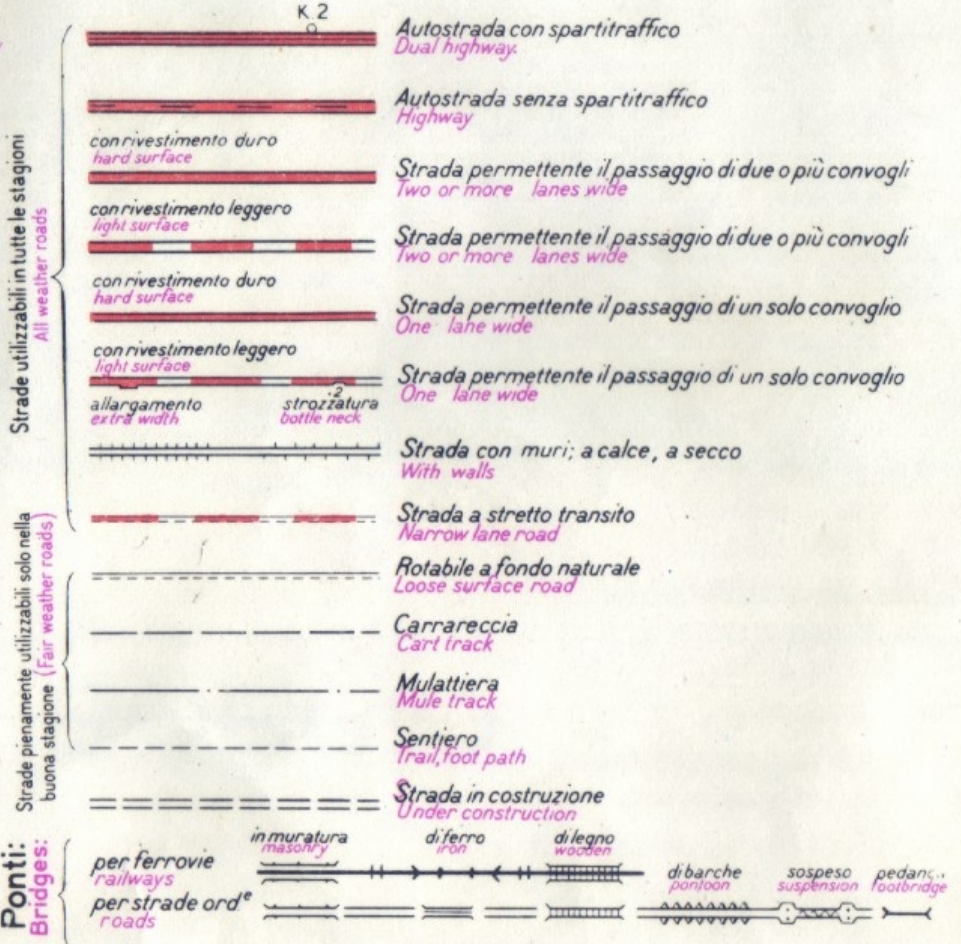 K. 2
Autostrada con spartitraffico
Dual highway.
Autostrada senza spartitraffico
Highway
con rivestimento duro
hard surface
Strada permettente il passaggio di due o più convogli
Two or more lanes wide
con rivestimento leggero
light surface
Strada permettente il passaggio di due o più convogli
Two or more lanes wide
con rivestimento duro
hard surface
Strada permettente il passaggio di un solo convoglio
One lane wide
con rivestimento leggero
light surface
Strada permettente il passaggio di un solo convoglio
One lane wide
2
allargamento strozzatura
extra width bottle neck
Strada con muri; a calce, a secco
With walls
Strada a stretto transito
Narrow lane road
Strade utilizzabili in tutte le stagioni
All weather roads
Rotabile a fondo naturale
Loose surface road
Carrareccia
Cart track
Mulattiera
Mule track
Sentiero
Trail, foot path
Strada in costruzione
Under construction
Strade pienamente utilizzabili solo nella
buona stagione (Fair weather roads)
Ponti:
Bridges:
in muratura di ferro di legno
masonry iron wooden
per ferrovie
railways
di barche sospeso
pontoon suspension footbridge
per strade ord.e
roads